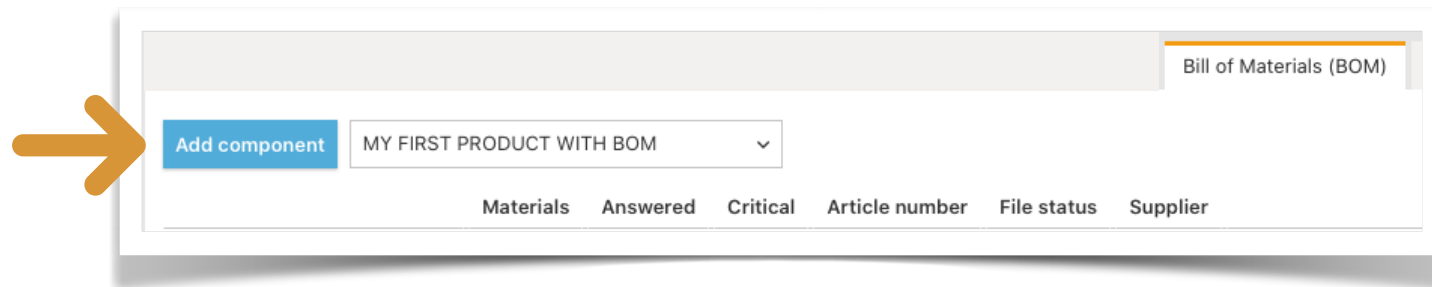 Bill of Materials (BOM)
Add component MY FIRST PRODUCT WITH BOM
Materials Answered Critical Article number File status Supplier